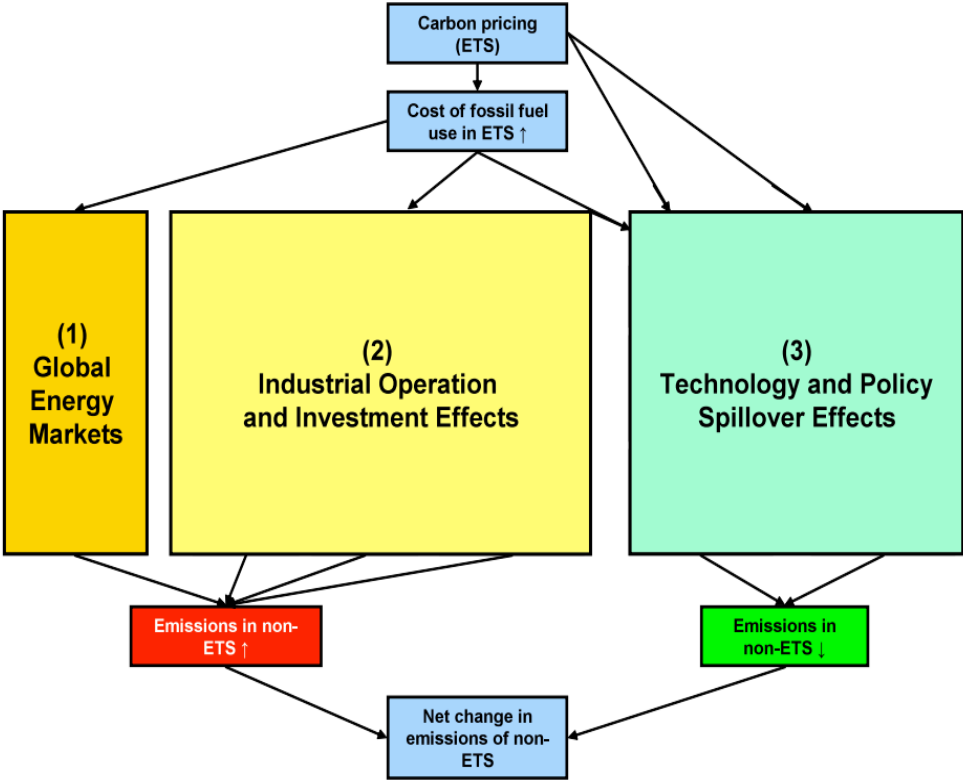 Carbon pricing
(ETS)
Cost of fossil fuel
use in ETS ↑
(1)
Global
Energy
Markets
(2)
Industrial Operation
and Investment Effects
(3)
Technology and Policy
Spillover Effects
Emissions in non-
ETS ↑
Emissions in
non-ETS ↓
Net change in
emissions of non-
ETS